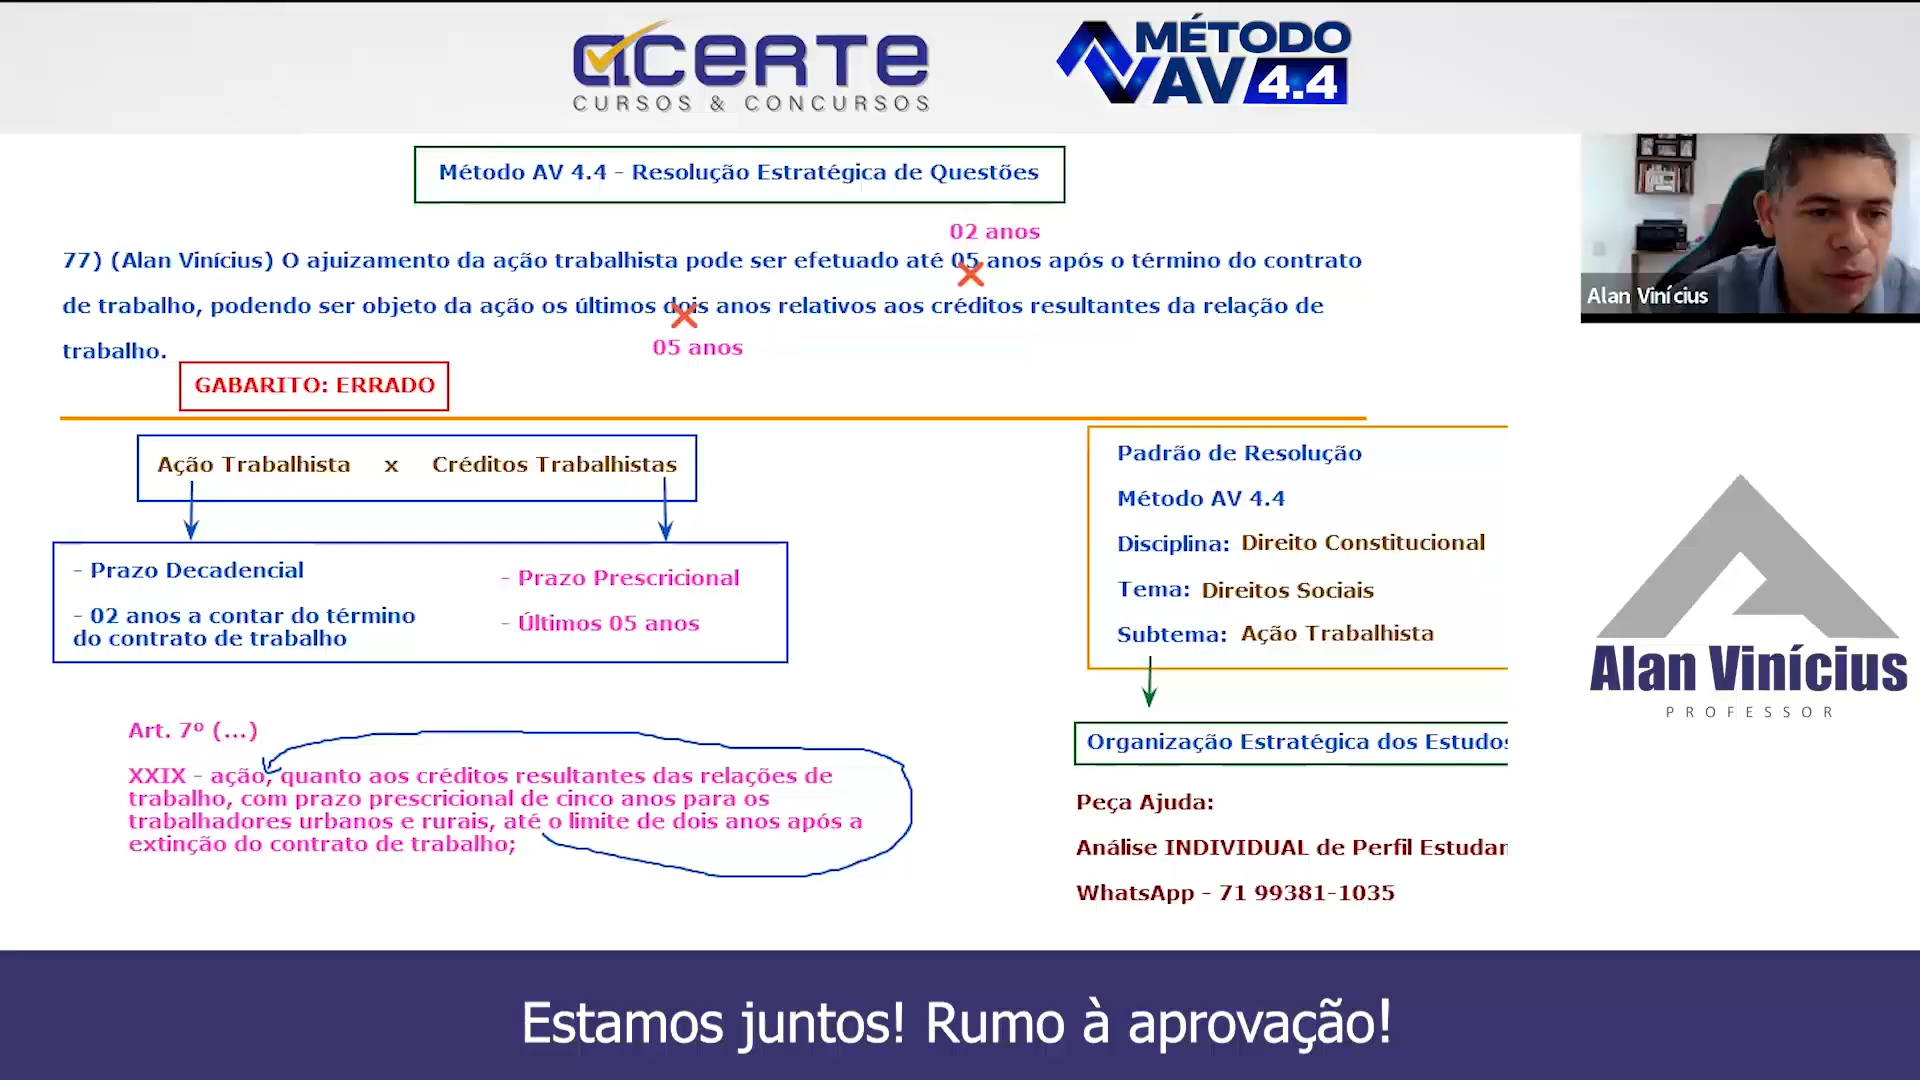 acerte
CURSOS & CONCURSOS
MÉTODO
AV 4.4
Método AV 4.4 - Resolução Estratégica de Questões
02 anos
77) (Alan Vinícius) O ajuizamento da ação trabalhista pode ser efetuado até 05 anos após o término do contrato
de trabalho, podendo ser objeto da ação os últimos dois anos relativos aos créditos resultantes da relação de
trabalho.
05 anos
GABARITO: ERRADO
Alan Vinícius
Ação Trabalhista x Créditos Trabalhistas
- Prazo Decadencial
- 02 anos a contar do término
do contrato de trabalho
- Prazo Prescricional
- Últimos 05 anos
Art. 7º (...)
XXIX - ação, quanto aos créditos resultantes das relações de
trabalho, com prazo prescricional de cinco anos para os
trabalhadores urbanos e rurais, até o limite de dois anos após a
extinção do contrato de trabalho;
Padrão de Resolução
Método AV 4.4
Disciplina: Direito Constitucional
Tema: Direitos Sociais
Subtema: Ação Trabalhista
Organização Estratégica dos Estudos
Peça Ajuda:
Análise INDIVIDUAL de Perfil Estudan
WhatsApp - 71 99381-1035
Alan Vinícius
PROFESSOR
Estamos juntos! Rumo à aprovação!